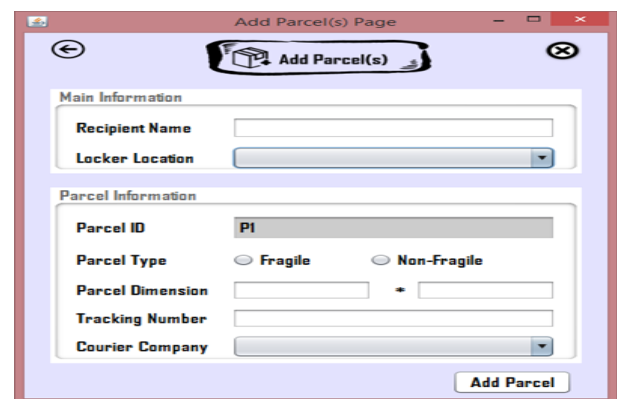 Add Parcel(s) Page
Add Parcel(s)
Main Information
Recipient Name
Locker Location
Parcel Information
Parcel ID P1
Parcel Type Fragile Non-Fragile
Parcel Dimension *
Tracking Number
Courier Company
Add Parcel